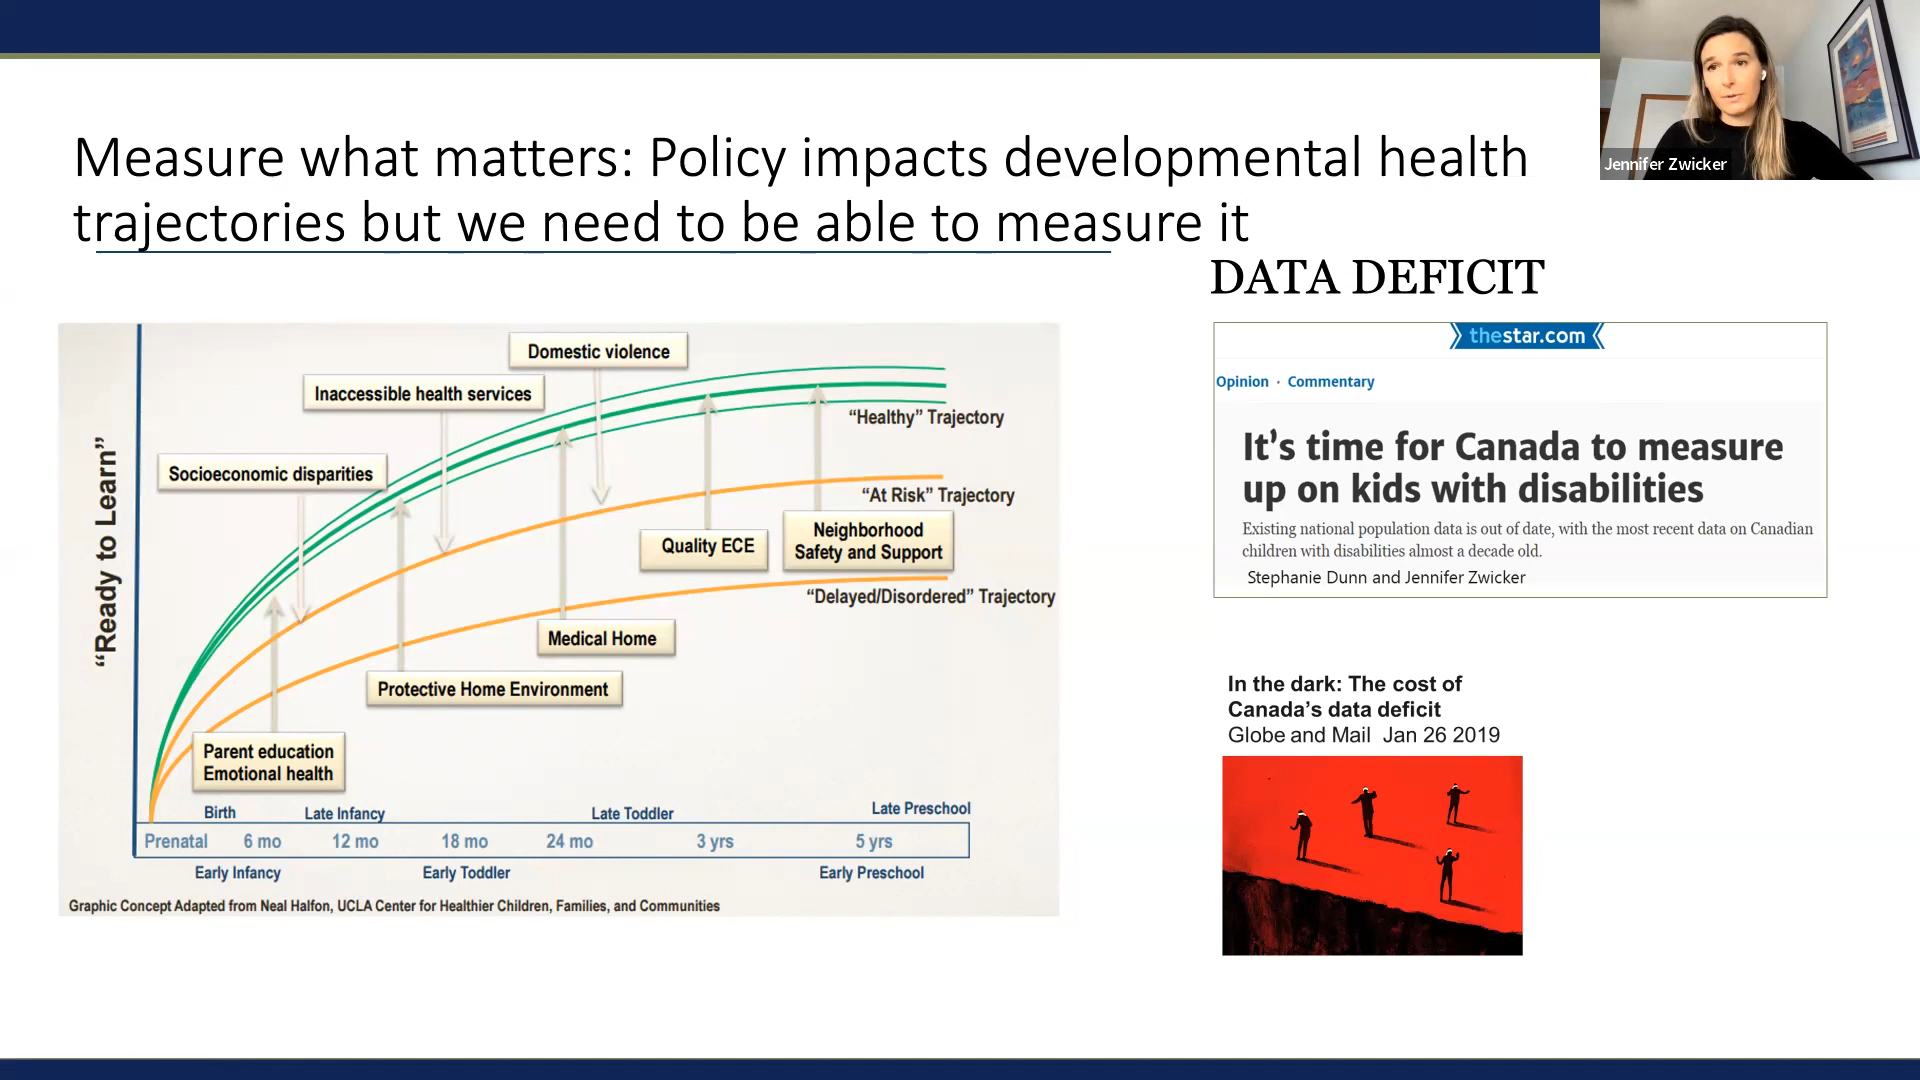 Jennifer Zwicker
Measure what matters: Policy impacts developmental health
trajectories but we need to be able to measure it
DATA DEFICIT
“Ready to Learn”
Domestic violence
Inaccessible health services
Socioeconomic disparities
“Healthy” Trajectory
“At Risk” Trajectory
Quality ECE
Neighborhood
Safety and Support
“Delayed/Disordered” Trajectory
Medical Home
Protective Home Environment
Parent education
Emotional health
Birth
Late Infancy
Late Toddler
Late Preschool
Prenatal
6 mo
12 mo
18 mo
24 mo
3 yrs
5 yrs
Early Infancy
Early Toddler
Early Preschool
Graphic Concept Adapted from Neal Halfon, UCLA Center for Healthier Children, Families, and Communities
thestar.com
Opinion · Commentary
It’s time for Canada to measure
up on kids with disabilities
Existing national population data is out of date, with the most recent data on Canadian
children with disabilities almost a decade old.
Stephanie Dunn and Jennifer Zwicker
In the dark: The cost of
Canada’s data deficit
Globe and Mail Jan 26 2019